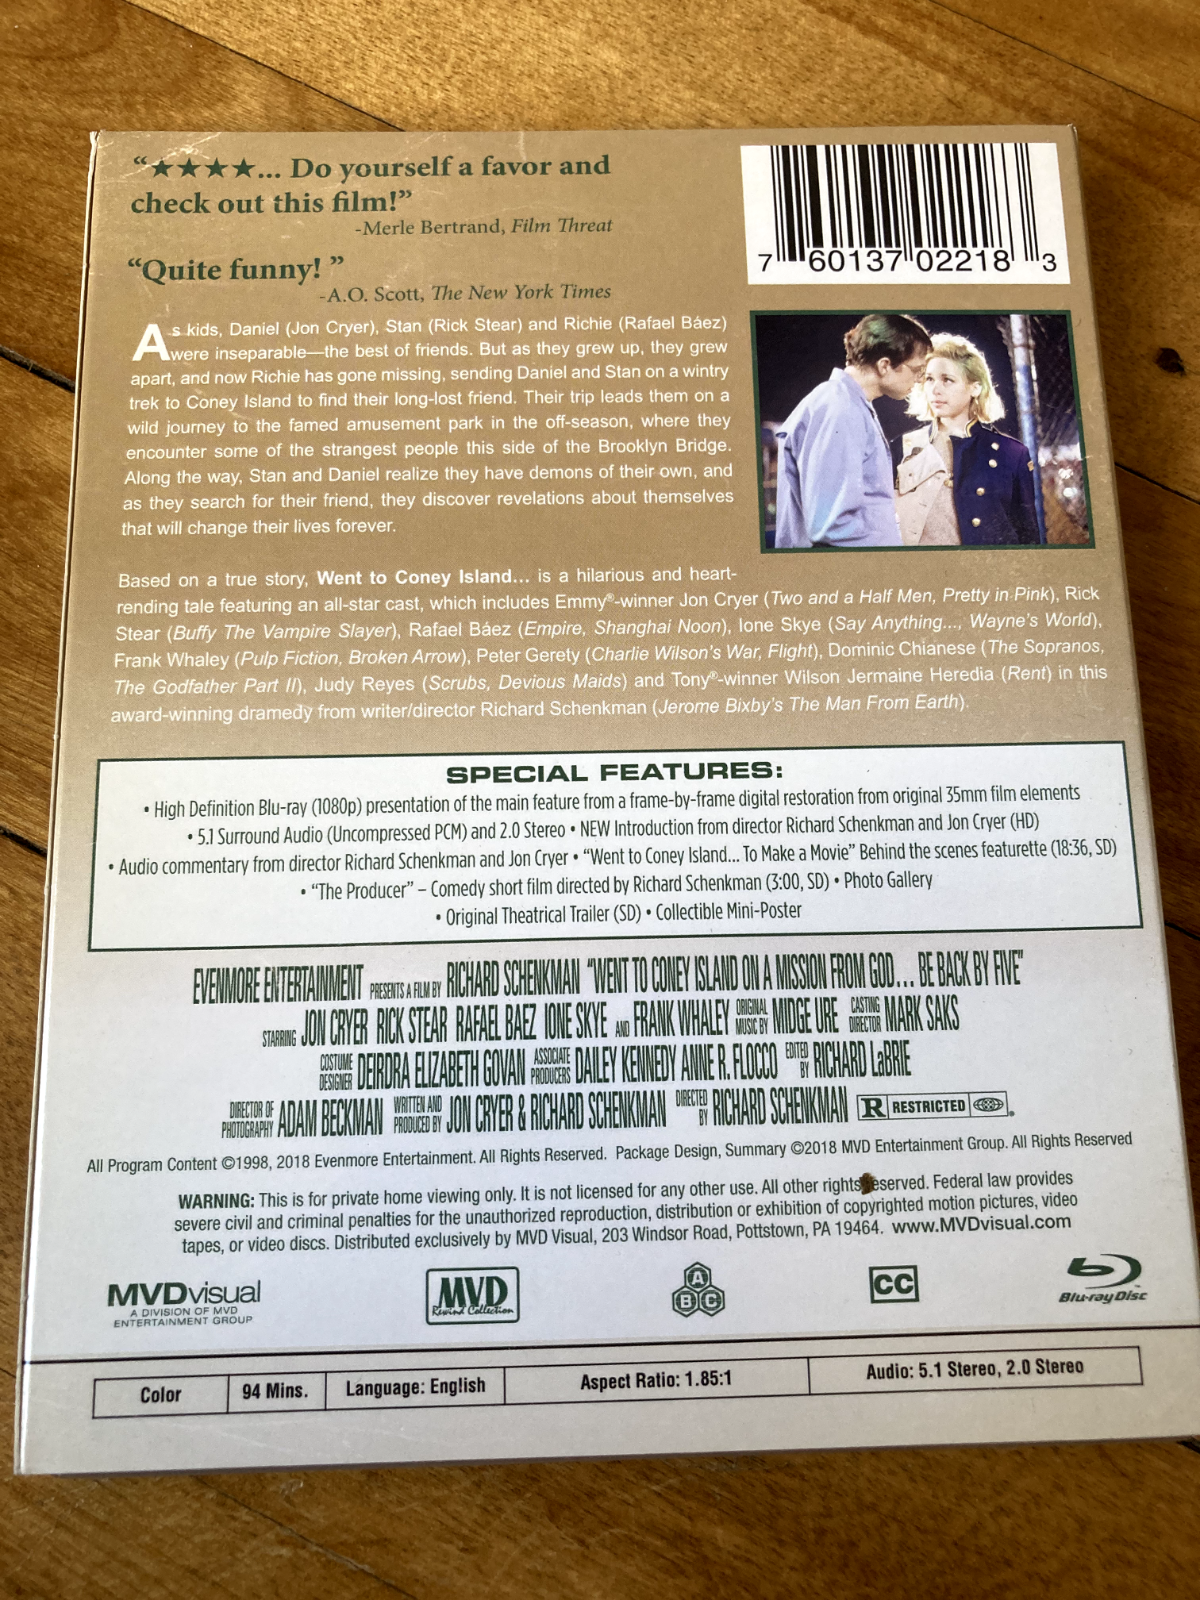 “★★★★... Do yourself a favor and
check out this film!”
-Merle Bertrand, Film Threat
“Quite funny! ”
-A.O. Scott, The New York Times
7 60137 02218 3
As kids, Daniel (Jon Cryer), Stan (Rick Stear) and Richie (Rafael Báez)
were inseparable—the best of friends. But as they grew up, they grew
apart, and now Richie has gone missing, sending Daniel and Stan on a wintry
trek to Coney Island to find their long-lost friend. Their trip leads them on a
wild journey to the famed amusement park in the off-season, where they
encounter some of the strangest people this side of the Brooklyn Bridge.
Along the way, Stan and Daniel realize they have demons of their own, and
as they search for their friend, they discover revelations about themselves
that will change their lives forever.
Based on a true story, Went to Coney Island... is a hilarious and heart-
rending tale featuring an all-star cast, which includes Emmy®-winner Jon Cryer (Two and a Half Men, Pretty in Pink), Rick
Stear (Buffy The Vampire Slayer), Rafael Báez (Empire, Shanghai Noon), Ione Skye (Say Anything..., Wayne's World),
Frank Whaley (Pulp Fiction, Broken Arrow), Peter Gerety (Charlie Wilson's War, Flight), Dominic Chianese (The Sopranos,
The Godfather Part II), Judy Reyes (Scrubs, Devious Maids) and Tony®-winner Wilson Jermaine Heredia (Rent) in this
award-winning dramedy from writer/director Richard Schenkman (Jerome Bixby's The Man From Earth).
SPECIAL FEATURES:
• High Definition Blu-ray (1080p) presentation of the main feature from a frame-by-frame digital restoration from original 35mm film elements
• 5.1 Surround Audio (Uncompressed PCM) and 2.0 Stereo • NEW Introduction from director Richard Schenkman and Jon Cryer (HD)
• Audio commentary from director Richard Schenkman and Jon Cryer • “Went to Coney Island... To Make a Movie” Behind the scenes featurette (18:36, SD)
• “The Producer” – Comedy short film directed by Richard Schenkman (3:00, SD) • Photo Gallery
• Original Theatrical Trailer (SD) • Collectible Mini-Poster
EVENMORE ENTERTAINMENT PRESENTS A FILM BY RICHARD SCHENKMAN “WENT TO CONEY ISLAND ON A MISSION FROM GOD... BE BACK BY FIVE”
STARRING JON CRYER RICK STEAR RAFAEL BAEZ IONE SKYE AND FRANK WHALEY ORIGINAL MUSIC BY MIDGE URE CASTING DIRECTOR MARK SAKS
COSTUME DESIGNER DEIRDRA ELIZABETH GOVAN ASSOCIATE PRODUCERS DAILEY KENNEDY ANNE R. FLOCCO EDITED BY RICHARD LaBRIE
DIRECTOR OF PHOTOGRAPHY ADAM BECKMAN WRITTEN AND PRODUCED BY JON CRYER & RICHARD SCHENKMAN DIRECTED BY RICHARD SCHENKMAN R RESTRICTED
All Program Content ©1998, 2018 Evenmore Entertainment. All Rights Reserved. Package Design, Summary ©2018 MVD Entertainment Group. All Rights Reserved
WARNING: This is for private home viewing only. It is not licensed for any other use. All other rights reserved. Federal law provides
severe civil and criminal penalties for the unauthorized reproduction, distribution or exhibition of copyrighted motion pictures, video
tapes, or video discs. Distributed exclusively by MVD Visual, 203 Windsor Road, Pottstown, PA 19464. www.MVDvisual.com
MVDvisual
A DIVISION OF MVD
ENTERTAINMENT GROUP
MVD
Rewind Collection
A
B C
CC
Blu-ray Disc
Color
94 Mins.
Language: English
Aspect Ratio: 1.85:1
Audio: 5.1 Stereo, 2.0 Stereo